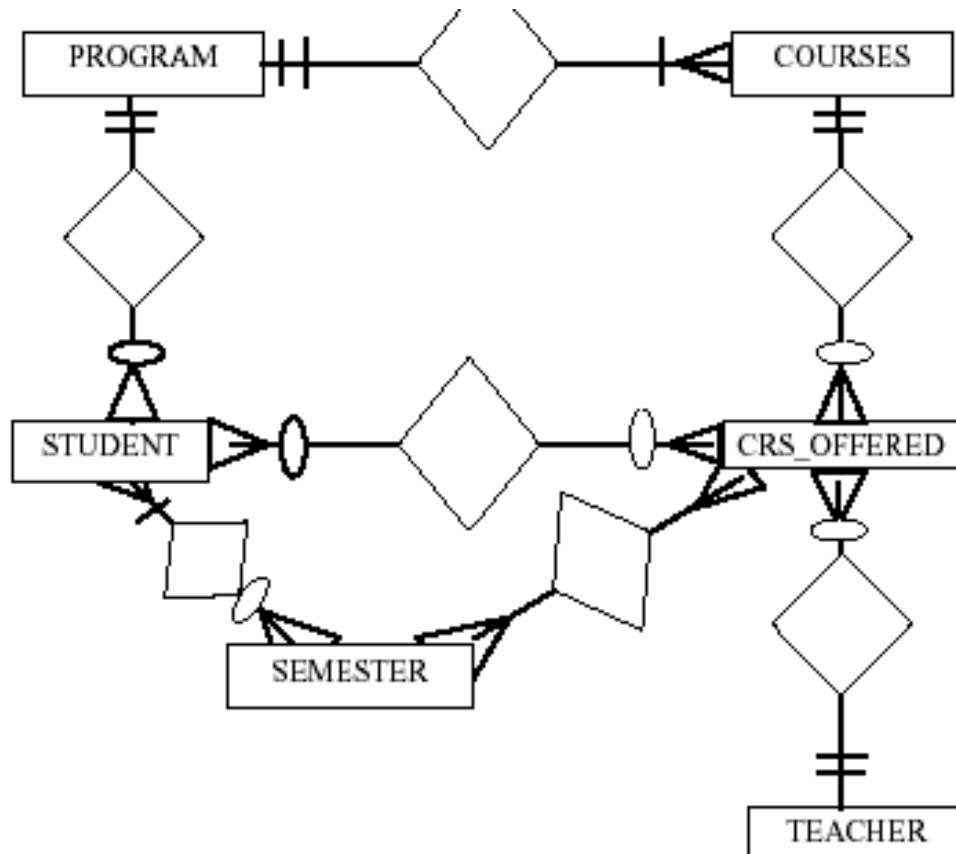 PROGRAM
COURSES
STUDENT
CRS_OFFERED
SEMESTER
TEACHER